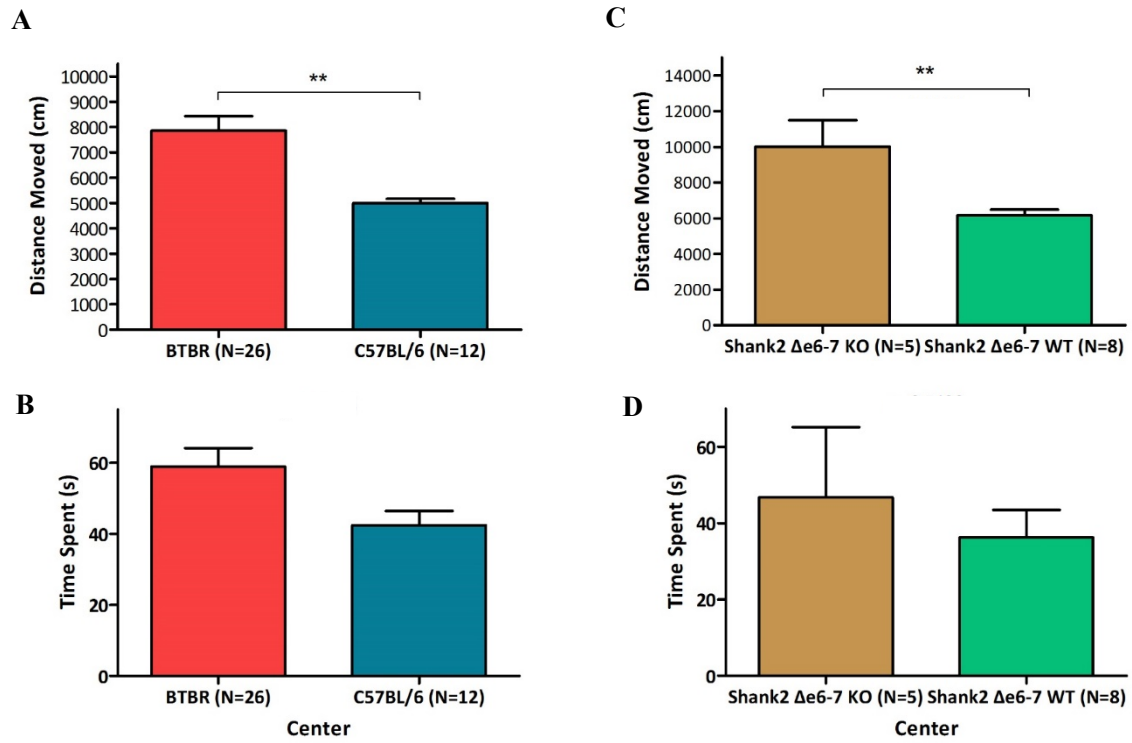 A
**
10000
9000
8000
7000
6000
5000
4000
3000
2000
1000
0
Distance Moved (cm)
BTBR (N=26)
C57BL/6 (N=12)
B
60
40
20
0
Time Spent (s)
BTBR (N=26)
C57BL/6 (N=12)
Center
C
**
14000
12000
10000
8000
6000
4000
2000
0
Distance Moved (cm)
Shank2 Δe6-7 KO (N=5)
Shank2 Δe6-7 WT (N=8)
D
60
40
20
0
Time Spent (s)
Shank2 Δe6-7 KO (N=5)
Shank2 Δe6-7 WT (N=8)
Center